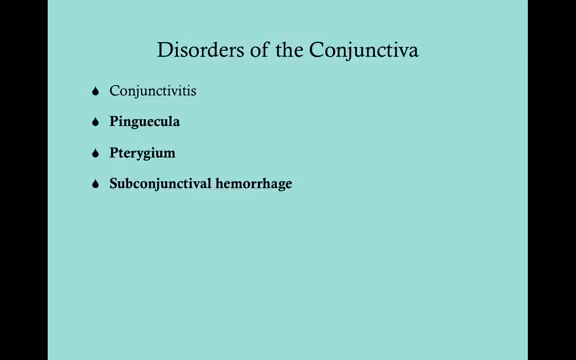 Disorders of the Conjunctiva
Conjunctivitis
Pinguecula
Pterygium
Subconjunctival hemorrhage